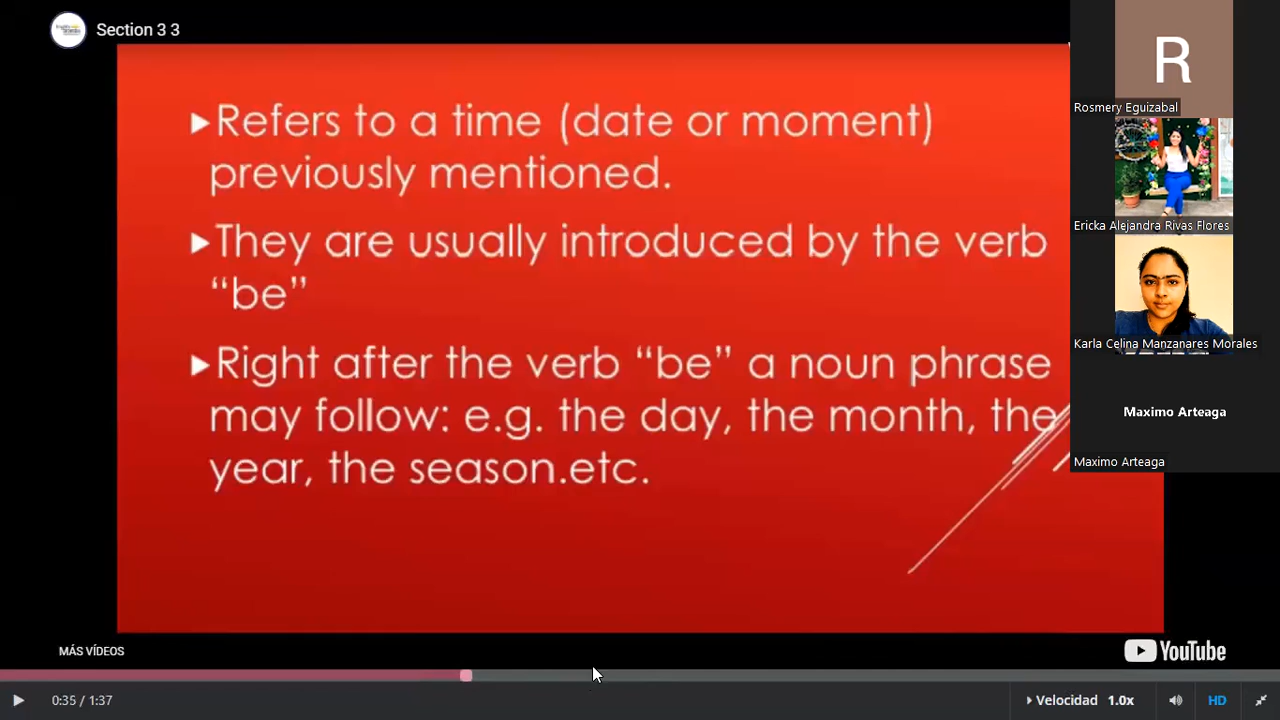 Section 3 3
▶Refers to a time (date or moment)
previously mentioned.
▶They are usually introduced by the verb
“be”
▶Right after the verb “be” a noun phrase
may follow: e.g. the day, the month, the
year, the season.etc.
R
Rosmery Eguizabal
Ericka Alejandra Rivas Flores
Karla Celina Manzanares Morales
Maximo Arteaga
Maximo Arteaga
MÁS VÍDEOS
YouTube
0:35 / 1:37
Velocidad 1.0x
HD